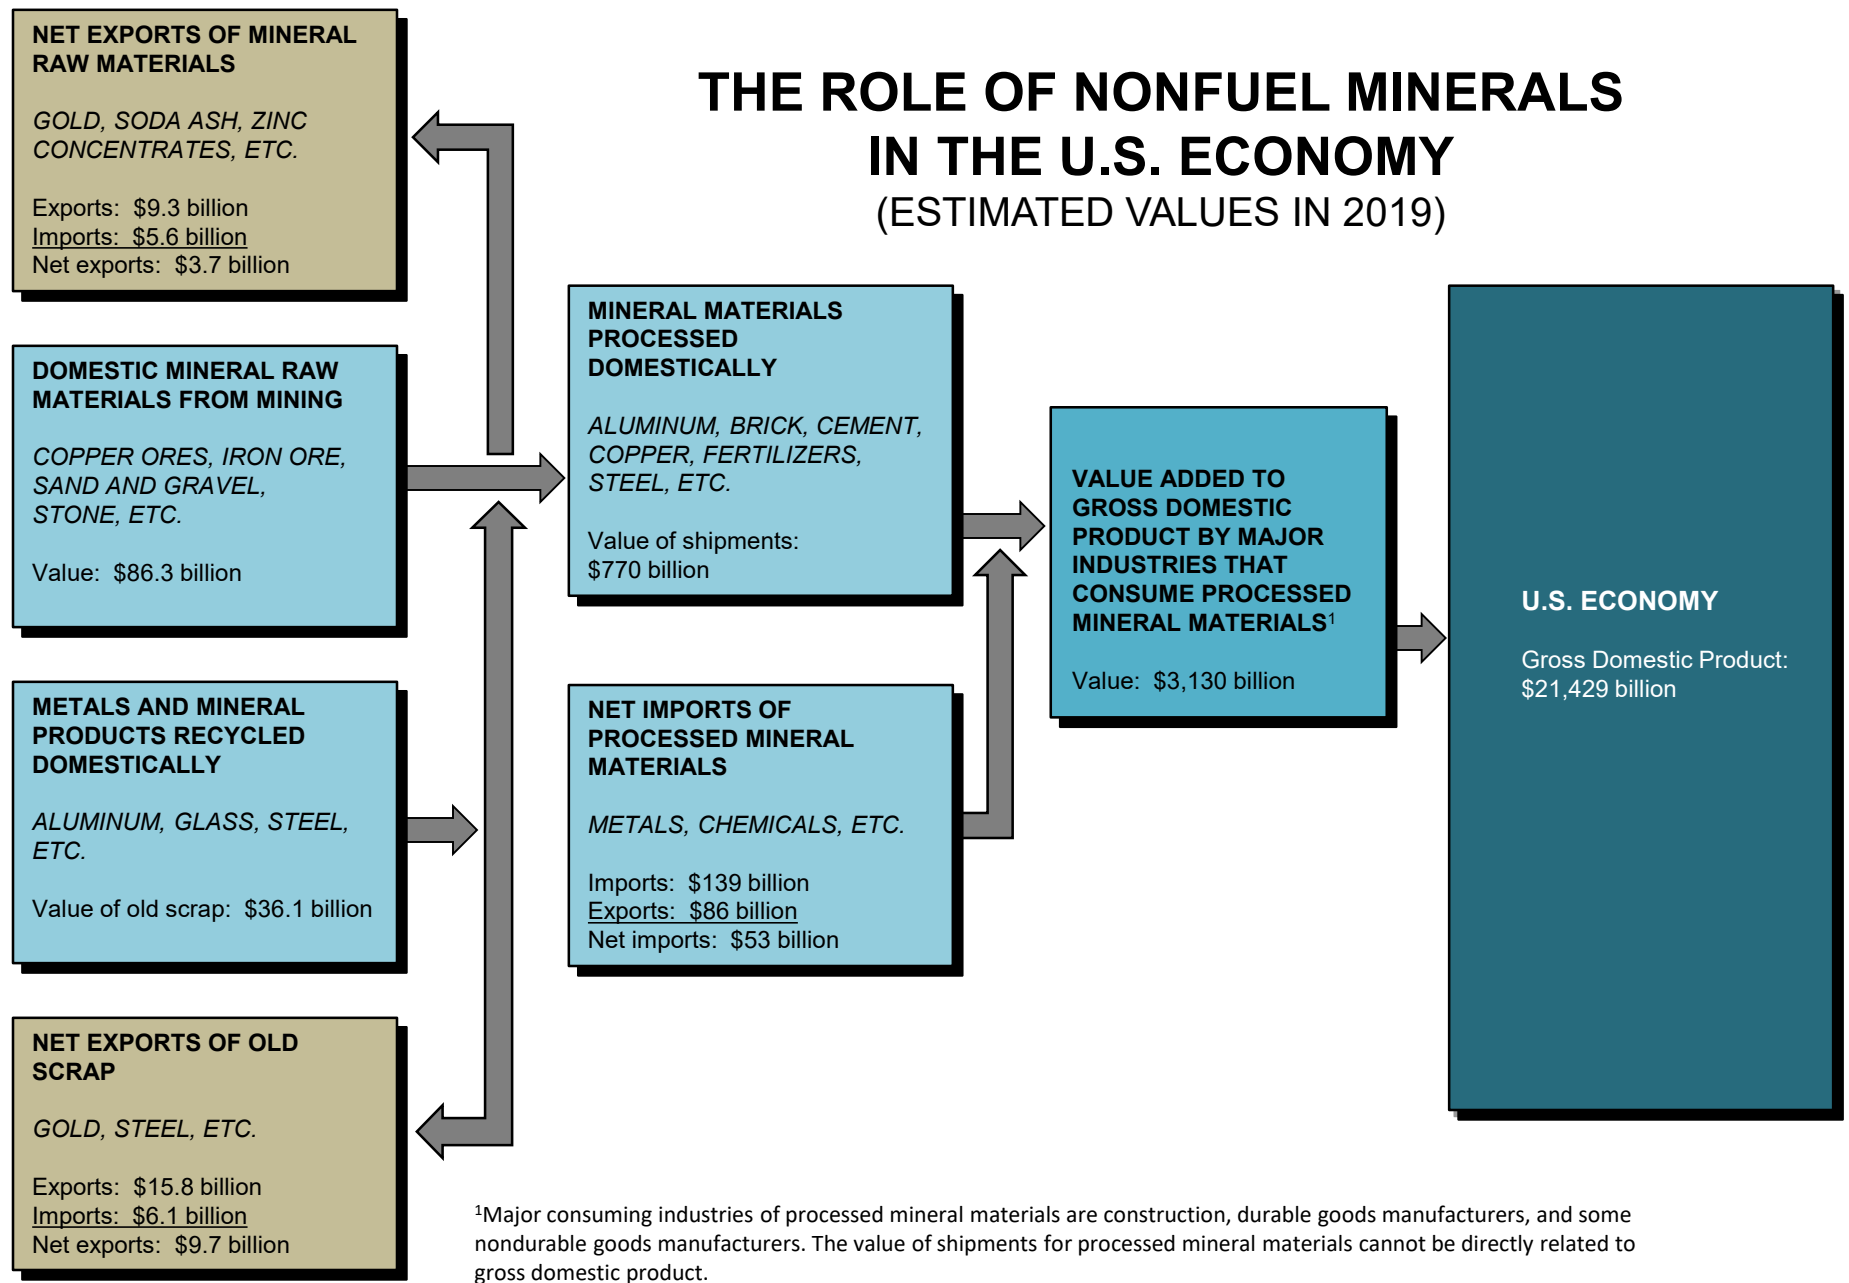 THE ROLE OF NONFUEL MINERALS
IN THE U.S. ECONOMY
(ESTIMATED VALUES IN 2019)
NET EXPORTS OF MINERAL
RAW MATERIALS
GOLD, SODA ASH, ZINC
CONCENTRATES, ETC.
Exports: $9.3 billion
Imports: $5.6 billion
Net exports: $3.7 billion
DOMESTIC MINERAL RAW
MATERIALS FROM MINING
COPPER ORES, IRON ORE,
SAND AND GRAVEL,
STONE, ETC.
Value: $86.3 billion
METALS AND MINERAL
PRODUCTS RECYCLED
DOMESTICALLY
ALUMINUM, GLASS, STEEL,
ETC.
Value of old scrap: $36.1 billion
NET EXPORTS OF OLD
SCRAP
GOLD, STEEL, ETC.
Exports: $15.8 billion
Imports: $6.1 billion
Net exports: $9.7 billion
MINERAL MATERIALS
PROCESSED
DOMESTICALLY
ALUMINUM, BRICK, CEMENT,
COPPER, FERTILIZERS,
STEEL, ETC.
Value of shipments:
$770 billion
NET IMPORTS OF
PROCESSED MINERAL
MATERIALS
METALS, CHEMICALS, ETC.
Imports: $139 billion
Exports: $86 billion
Net imports: $53 billion
VALUE ADDED TO
GROSS DOMESTIC
PRODUCT BY MAJOR
INDUSTRIES THAT
CONSUME PROCESSED
MINERAL MATERIALS¹
Value: $3,130 billion
U.S. ECONOMY
Gross Domestic Product:
$21,429 billion
¹Major consuming industries of processed mineral materials are construction, durable goods manufacturers, and some
nondurable goods manufacturers. The value of shipments for processed mineral materials cannot be directly related to
gross domestic product.